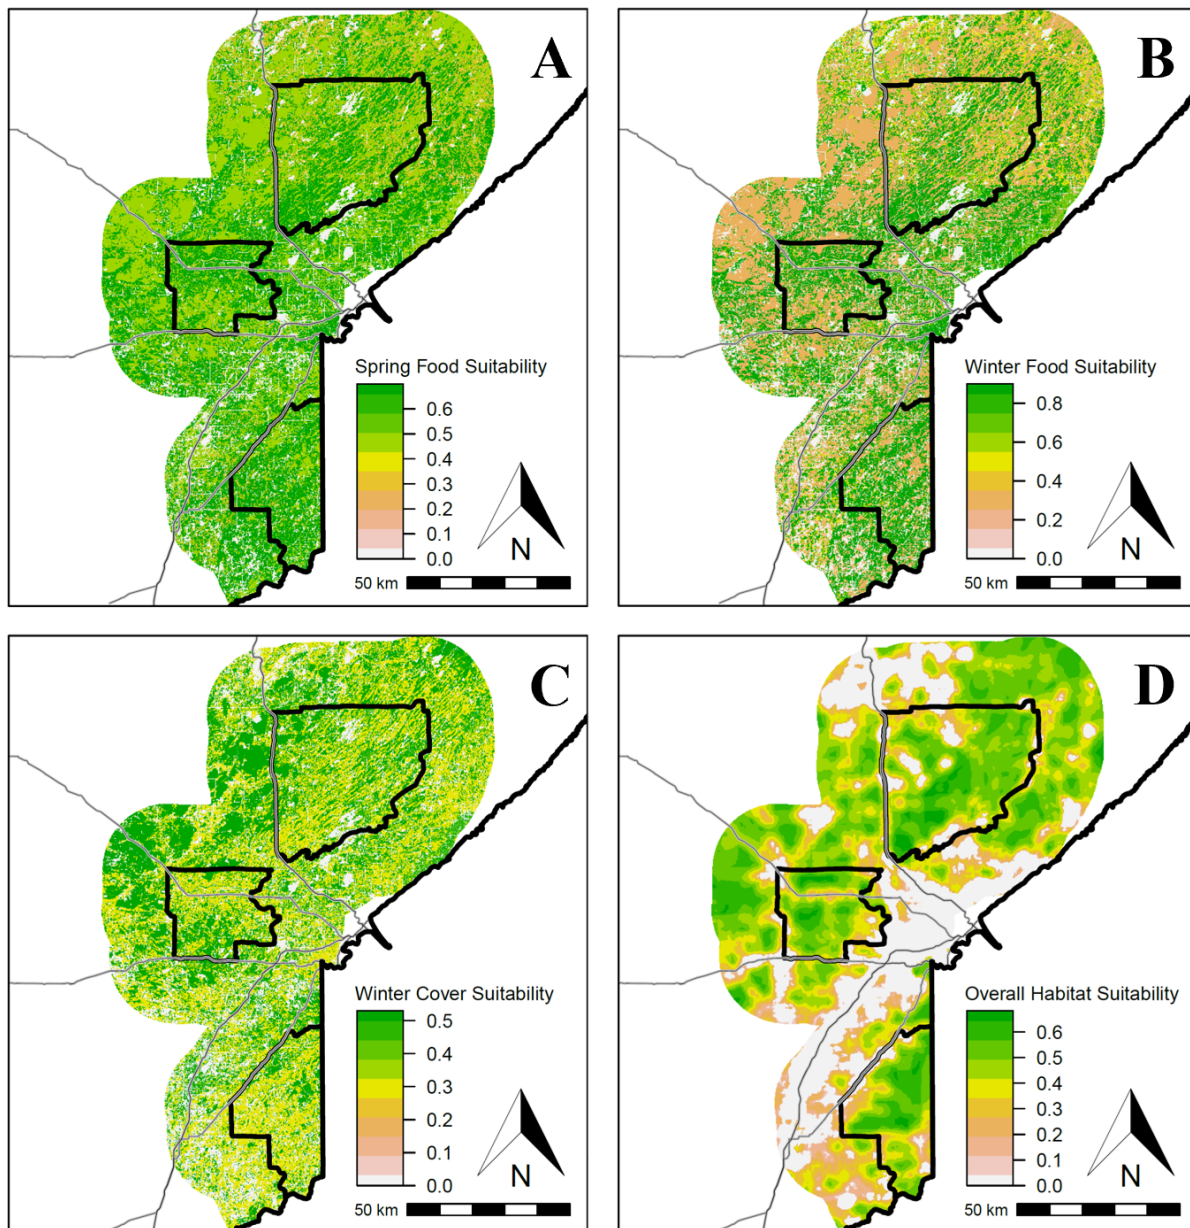 A
Spring Food Suitability
0.6
0.5
0.4
0.3
0.2
0.1
0.0
N
50 km
B
Winter Food Suitability
0.8
0.6
0.4
0.2
0.0
N
50 km
C
Winter Cover Suitability
0.5
0.4
0.3
0.2
0.1
0.0
N
50 km
D
Overall Habitat Suitability
0.6
0.5
0.4
0.3
0.2
0.1
0.0
N
50 km